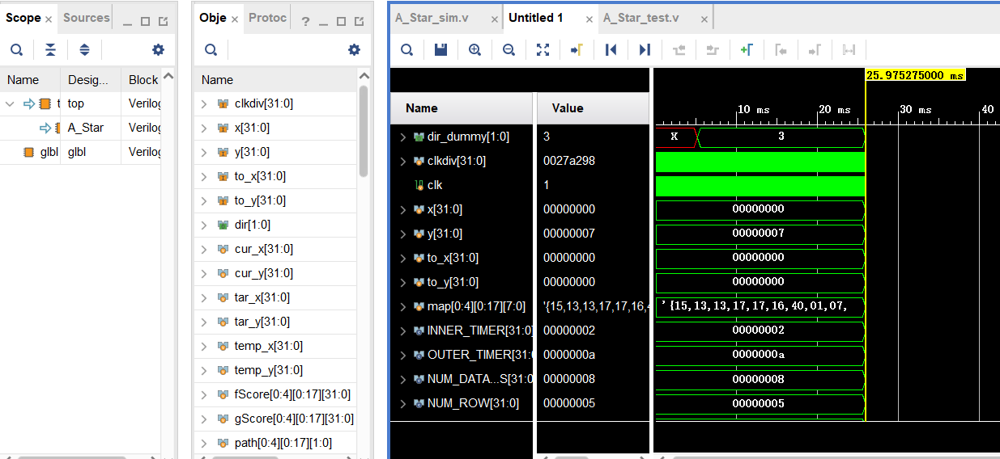 Scope
Sources
Name
Desig...
Block
t
top
Verilog
A_Star
Verilog
glbl
glbl
Verilog
Obje
Protoc
Name
clkdiv[31:0]
x[31:0]
y[31:0]
to_x[31:0]
to_y[31:0]
dir[1:0]
cur_x[31:0]
cur_y[31:0]
tar_x[31:0]
tar_y[31:0]
temp_x[31:0]
temp_y[31:0]
fScore[0:4][0:17][31:0]
gScore[0:4][0:17][31:0]
path[0:4][0:17][1:0]
A_Star_sim.v
Untitled 1
A_Star_test.v
25.975275000 ms
10 ms
20 ms
30 ms
40
Name
Value
dir_dummy[1:0]
3
X
3
clkdiv[31:0]
0027a298
clk
1
x[31:0]
00000000
00000000
y[31:0]
00000007
00000007
to_x[31:0]
00000000
00000000
to_y[31:0]
00000000
00000000
map[0:4][0:17][7:0]
'{15,13,13,17,17,16,4
'{15,13,13,17,17,16,40,01,07,
INNER_TIMER[31:0]
00000002
00000002
OUTER_TIMER[31:
0000000a
0000000a
NUM_DATA...S[31:0
00000008
00000008
NUM_ROW[31:0]
00000005
00000005